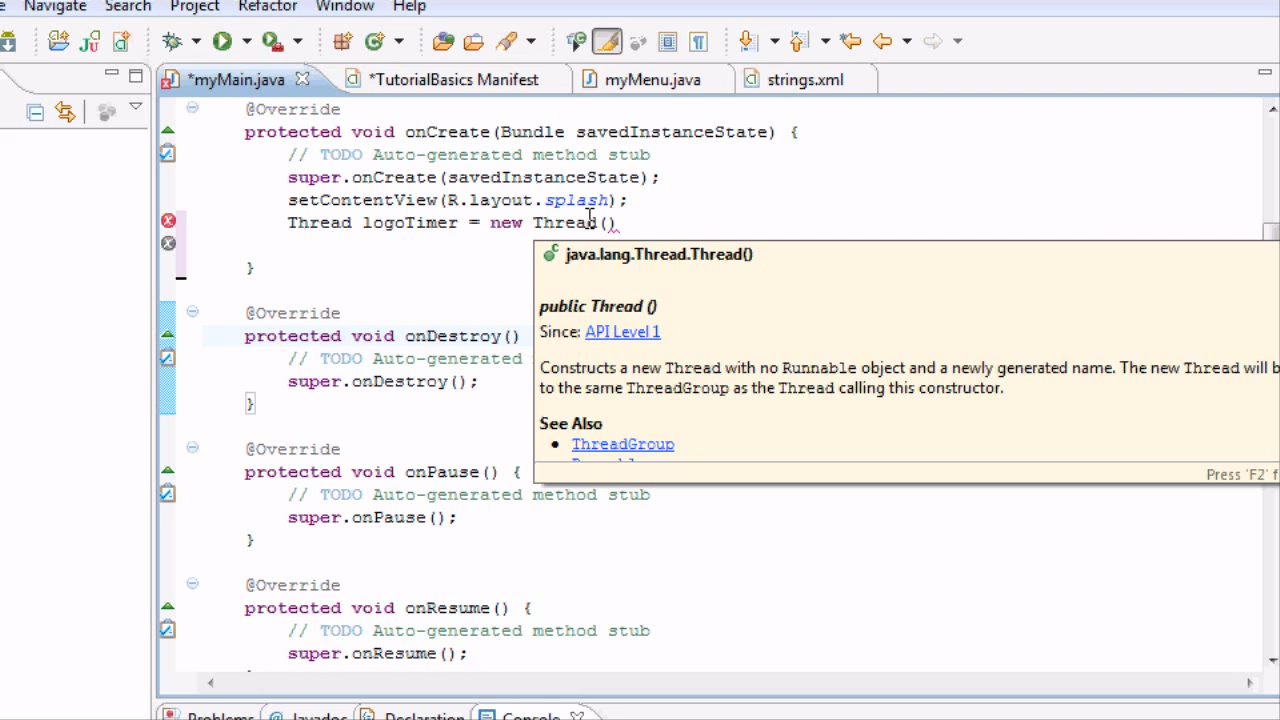 Navigate Search Project Refactor Window Help
*myMain.java *TutorialBasics Manifest myMenu.java strings.xml
@Override
protected void onCreate(Bundle savedInstanceState) {
// TODO Auto-generated method stub
super.onCreate(savedInstanceState);
setContentView(R.layout.splash);
Thread logoTimer = new Thread()
}
java.lang.Thread.Thread()
public Thread ()
Since: API Level 1
Constructs a new Thread with no Runnable object and a newly generated name. The new Thread will b
to the same ThreadGroup as the Thread calling this constructor.
See Also
• ThreadGroup
Press 'F2' f
@Override
protected void onDestroy()
// TODO Auto-generated
super.onDestroy();
}
@Override
protected void onPause() {
// TODO Auto-generated method stub
super.onPause();
}
@Override
protected void onResume() {
// TODO Auto-generated method stub
super.onResume();
Problems @ Javadoc Declaration Console